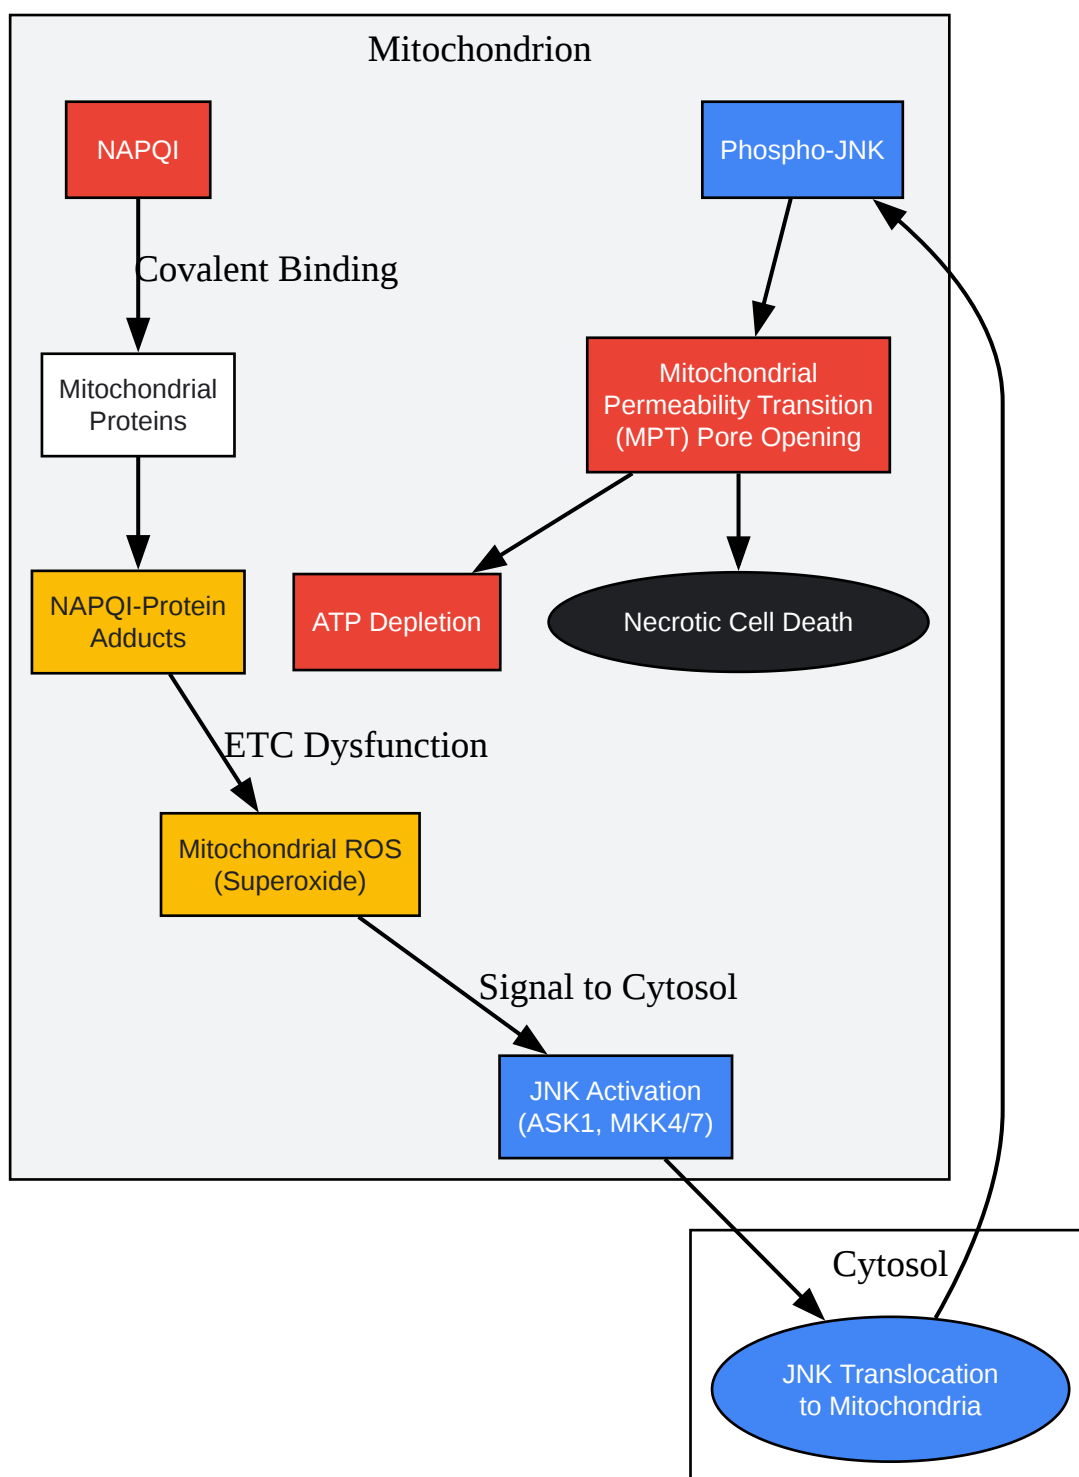 Mitochondrion
NAPQI
Phospho-JNK
Covalent Binding
Mitochondrial
Proteins
Mitochondrial
Permeability Transition
(MPT) Pore Opening
NAPQI-Protein
Adducts
ATP Depletion
Necrotic Cell Death
ETC Dysfunction
Mitochondrial ROS
(Superoxide)
Signal to Cytosol
JNK Activation
(ASK1, MKK4/7)
Cytosol
JNK Translocation
to Mitochondria